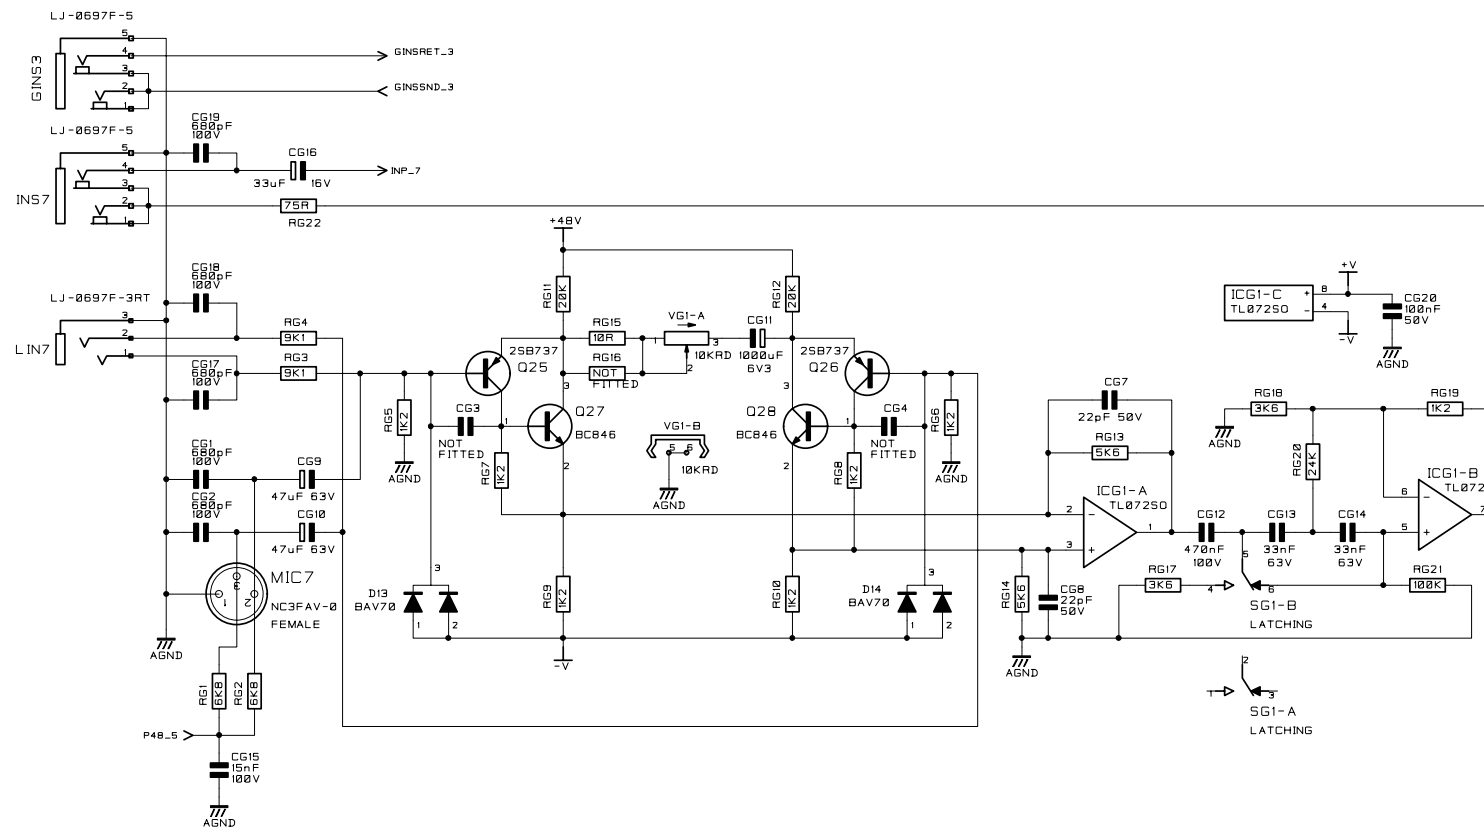 LJ-0697F-5
GINS3
5
4
3
2
1
GINSRET_3
GINSSND_3
LJ-0697F-5
INS7
5
4
3
2
1
CG19
680pF
100V
CG16
33uF 16V
INP_7
75R
RG22
LJ-0697F-3RT
LIN7
3
2
1
CG18
680pF
100V
RG4
9K1
RG3
9K1
CG17
680pF
100V
CG1
680pF
100V
CG9
47uF 63V
CG2
680pF
100V
CG10
47uF 63V
MIC7
NC3FAV-0
FEMALE
1
2
3
AGND
RG1
6K8
RG2
6K8
P48_5
CG15
15nF
100V
AGND
+48V
RG11
20K
RG12
20K
2SB737
Q25
RG15
10R
RG16
NOT
FITTED
VG1-A
1
3
2
10KRD
CG11
1000uF
6V3
2SB737
Q26
RG5
1K2
AGND
CG3
NOT
FITTED
1
3
2
Q27
BC846
RG7
1K2
VG1-B
5 6
10KRD
AGND
Q28
BC846
3
1
2
CG4
NOT
FITTED
RG8
1K2
RG6
1K2
AGND
D13
BAV70
3
1
2
RG9
1K2
-V
RG10
1K2
D14
BAV70
3
1
2
RG14
5K6
CG8
22pF
50V
AGND
CG7
22pF 50V
RG13
5K6
ICG1-A
TL072SO
2
3
1
-
+
ICG1-C
TL072SO
+
-
8
4
+V
-V
CG20
100nF
50V
AGND
RG18
3K6
AGND
RG19
1K2
RG20
24K
CG12
470nF
100V
CG13
33nF
63V
CG14
33nF
63V
ICG1-B
TL072
6
5
7
-
+
RG17
3K6
5
4
6
SG1-B
LATCHING
RG21
100K
2
1
3
SG1-A
LATCHING